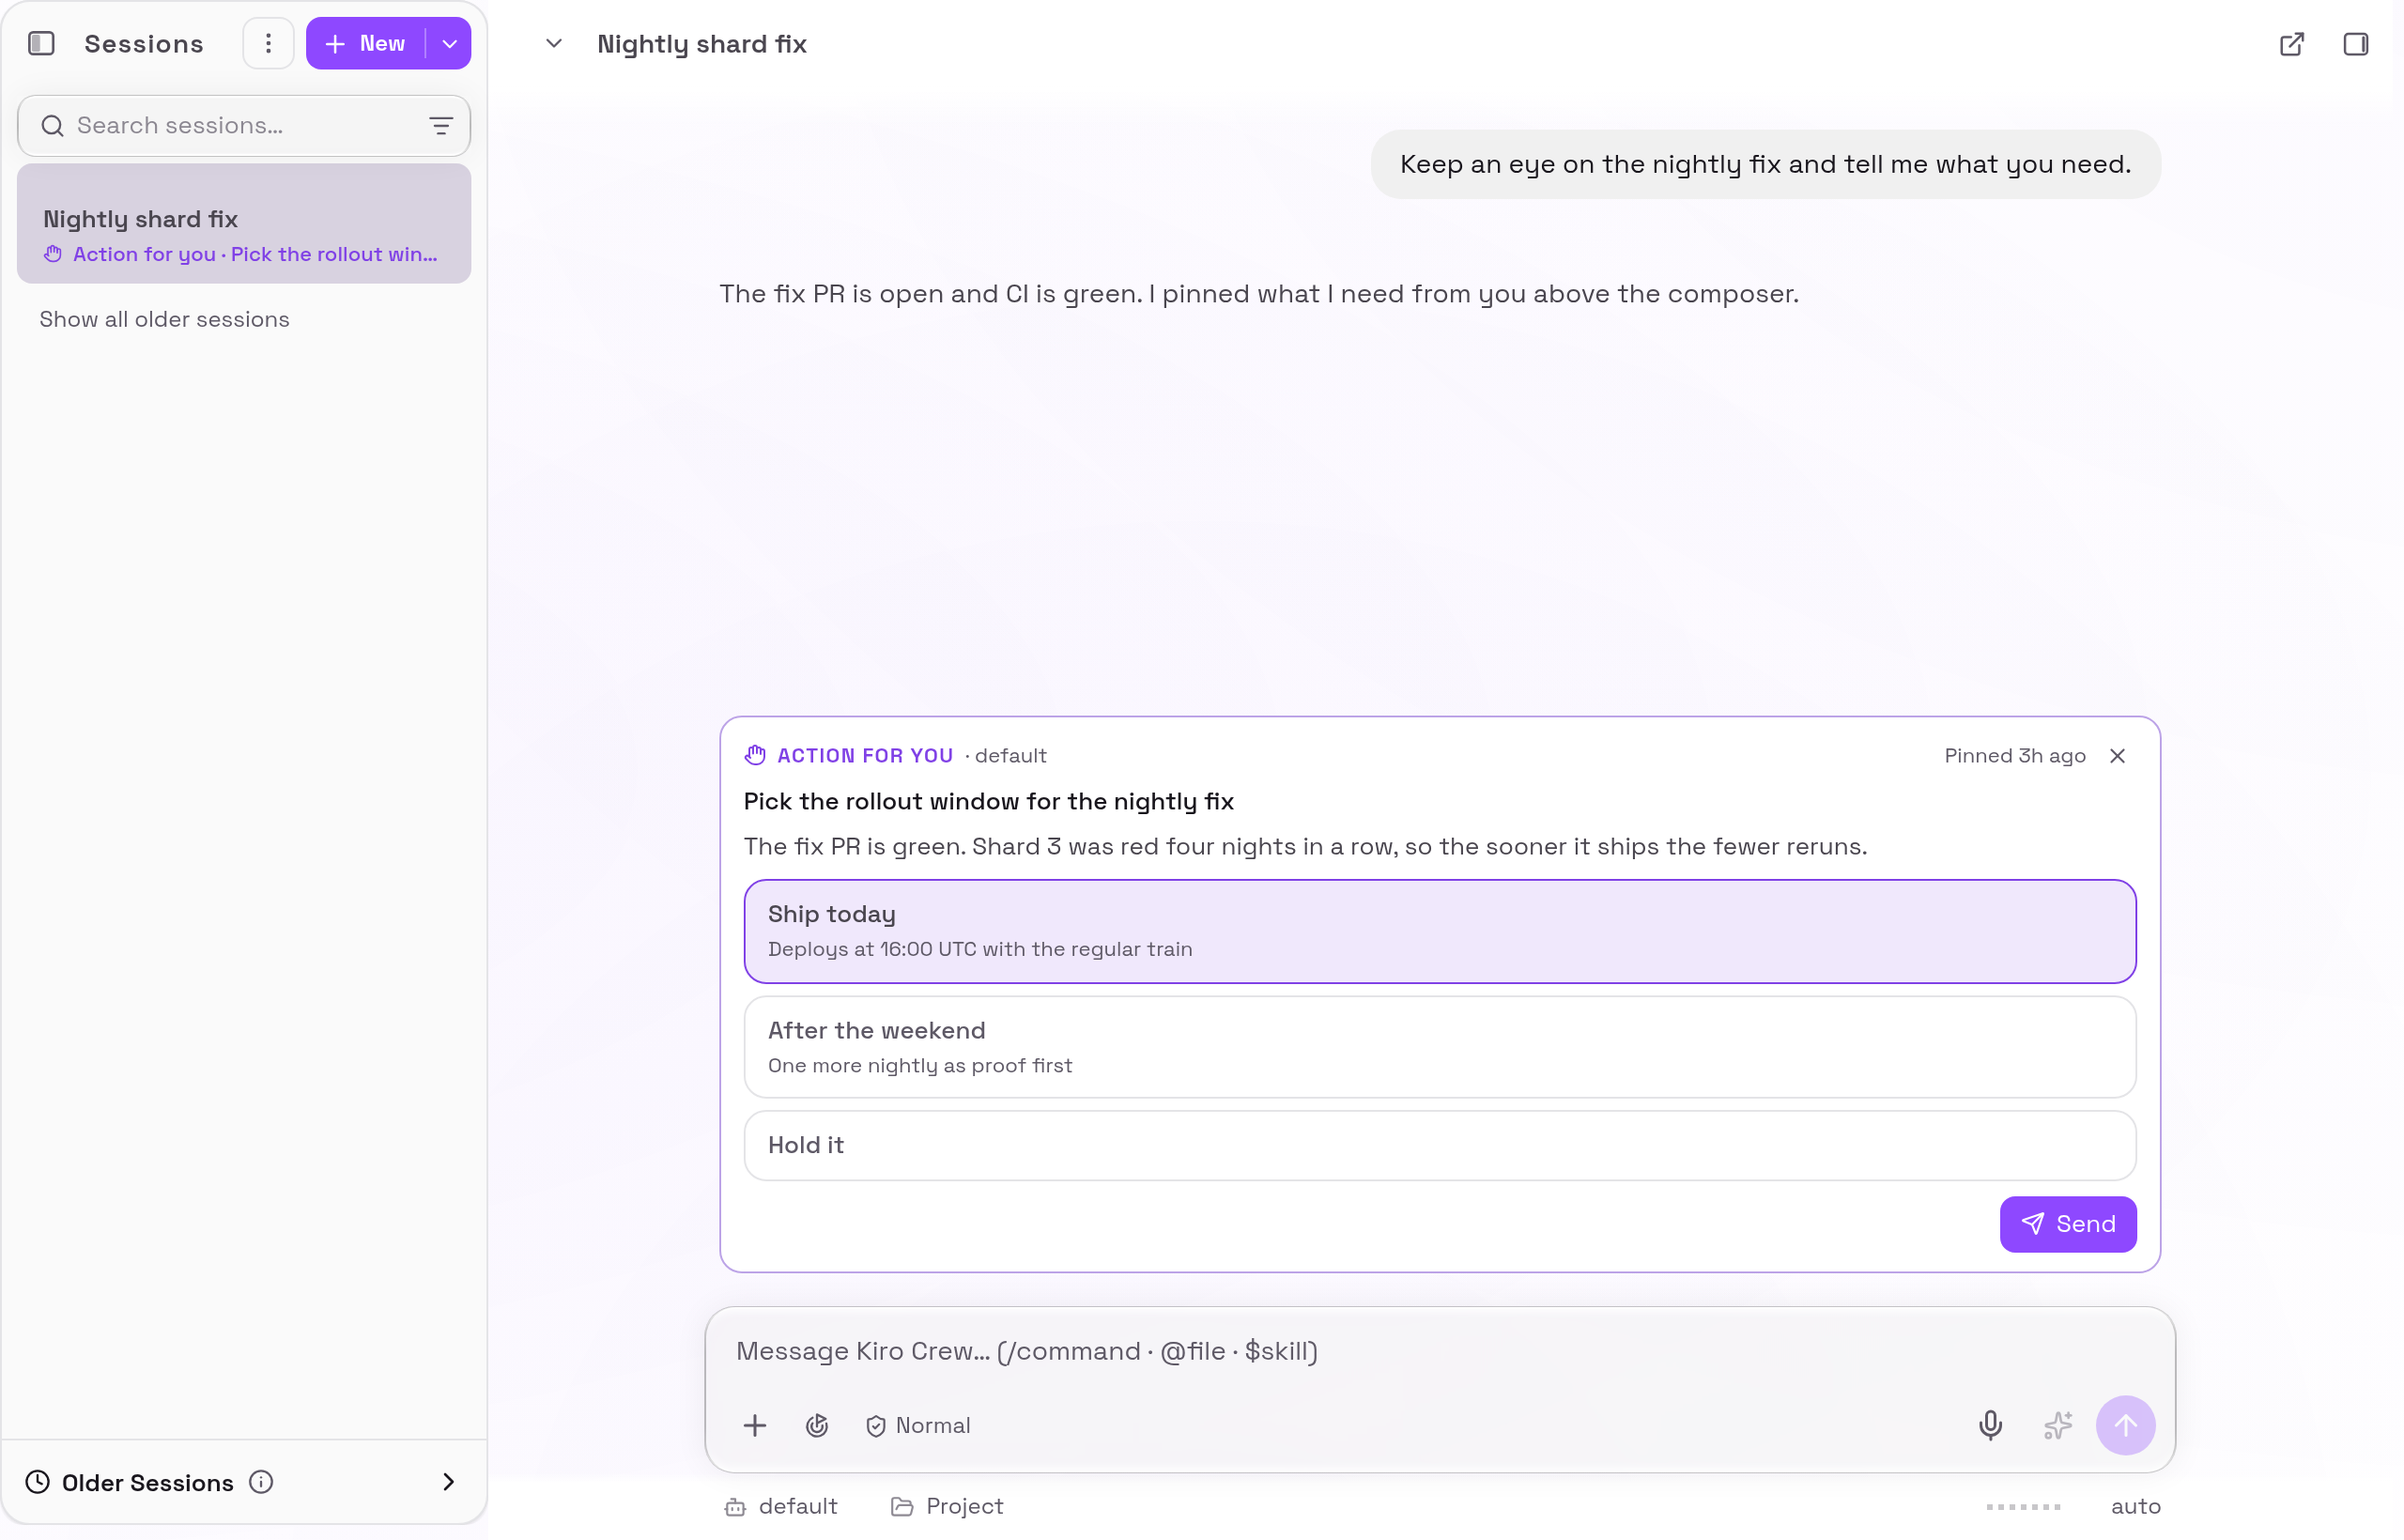 Sessions
New
Search sessions...
Nightly shard fix
Action for you · Pick the rollout win...
Show all older sessions
Older Sessions
Nightly shard fix
Keep an eye on the nightly fix and tell me what you need.
The fix PR is open and CI is green. I pinned what I need from you above the composer.
ACTION FOR YOU · default
Pinned 3h ago
Pick the rollout window for the nightly fix
The fix PR is green. Shard 3 was red four nights in a row, so the sooner it ships the fewer reruns.
Ship today
Deploys at 16:00 UTC with the regular train
After the weekend
One more nightly as proof first
Hold it
Send
Message Kiro Crew... (/command · @file · $skill)
Normal
default
Project
auto